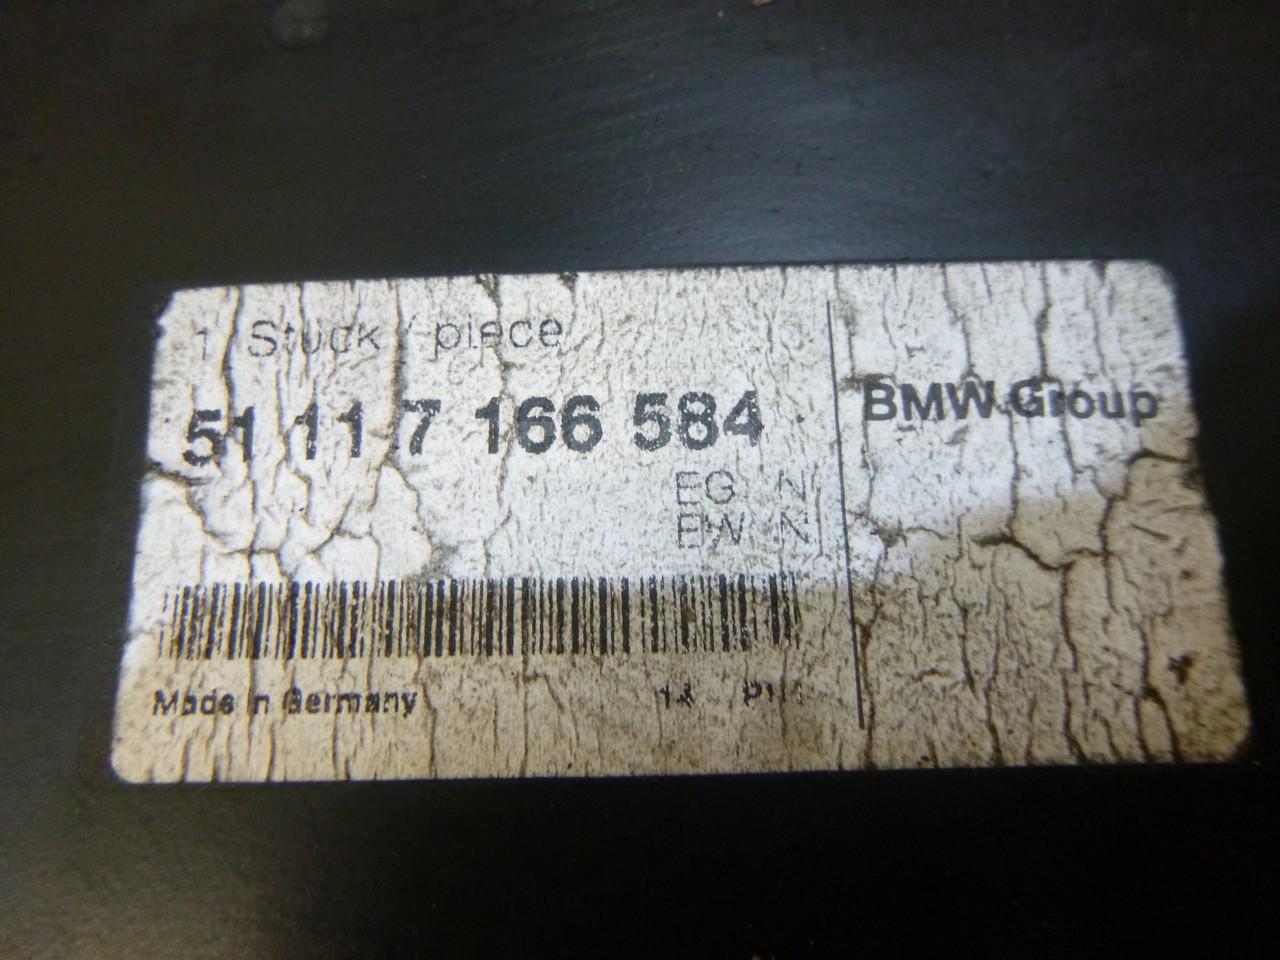 1 Stück / piece
51 11 7 166 584
BMW Group
EG N
BW N
Made in Germany